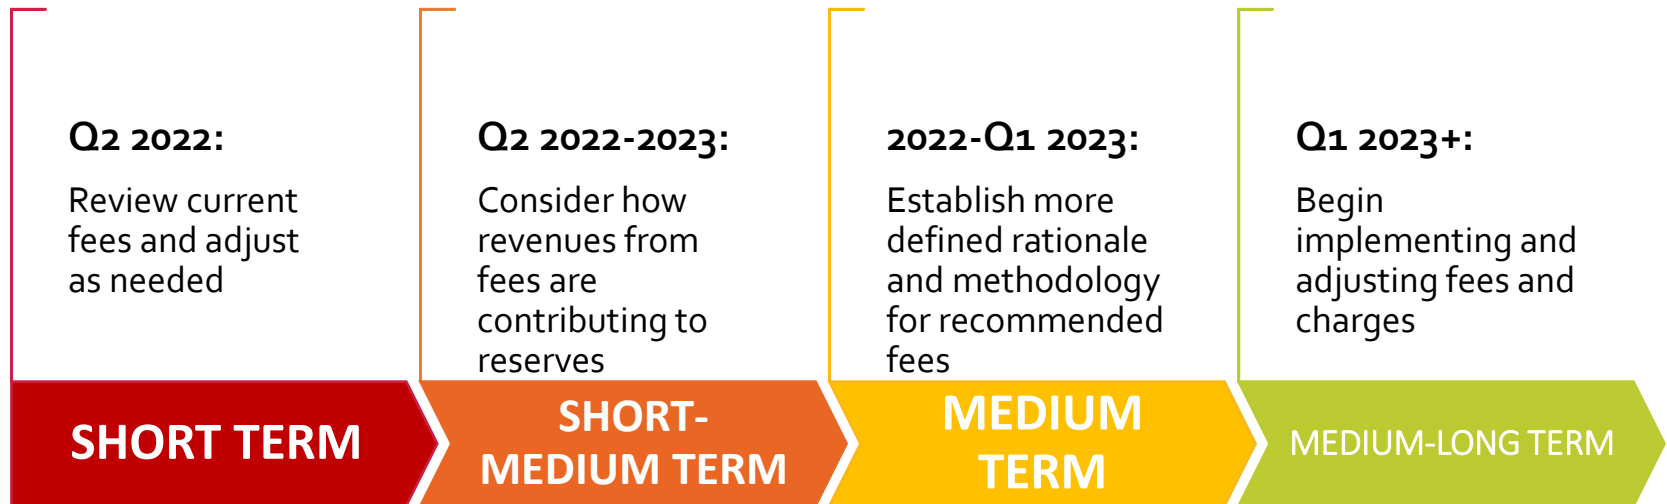 Q2 2022:
Review current
fees and adjust
as needed
SHORT TERM
Q2 2022-2023:
Consider how
revenues from
fees are
contributing to
reserves
SHORT-
MEDIUM TERM
2022-Q1 2023:
Establish more
defined rationale
and methodology
for recommended
fees
MEDIUM
TERM
Q1 2023+:
Begin
implementing and
adjusting fees and
charges
MEDIUM-LONG TERM